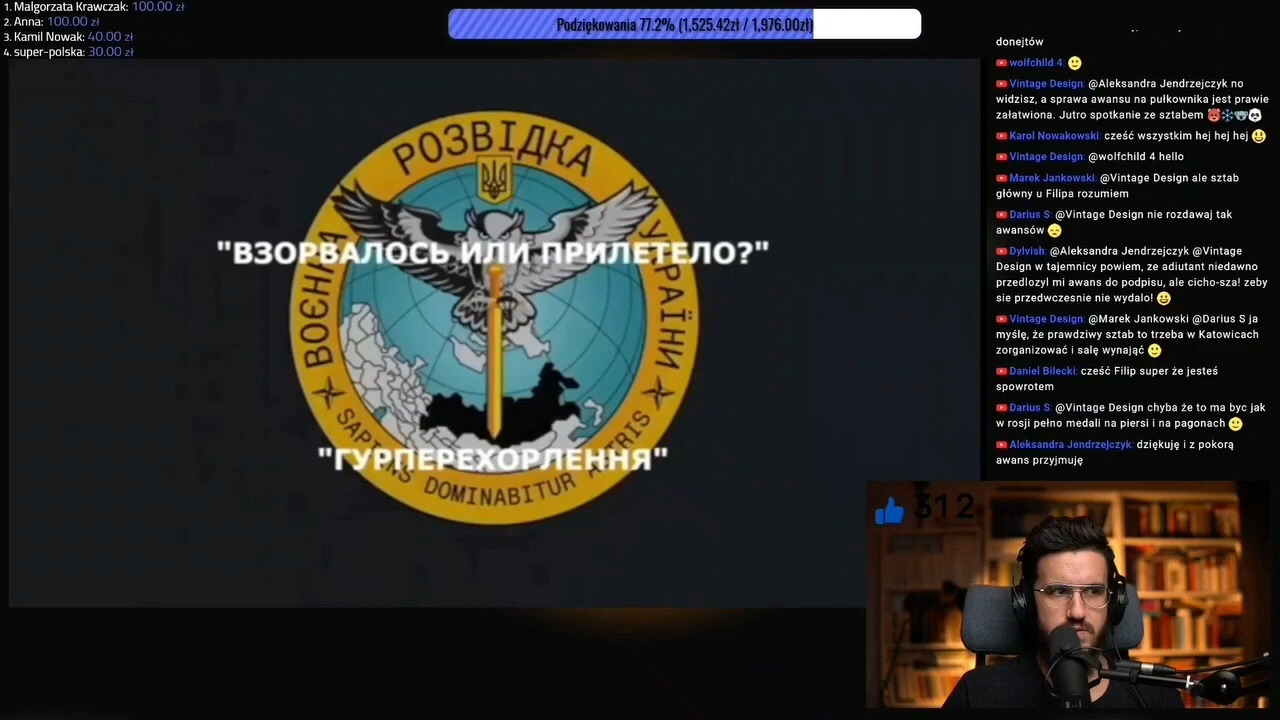 1. Malgorzata Krawczak: 100.00 zł
2. Anna: 100.00 zł
3. Kamil Nowak: 40.00 zł
4. super-polska: 30.00 zł
Podziękowania 77.2% (1,525.42zł / 1,976.00zł)
РОЗВІДКА
ВОЄННА
УКРАЇНИ
"ВЗОРВАЛОСЬ ИЛИ ПРИЛЕТЕЛО?"
"ГУРПЕРЕХОРЛЕННЯ"
DOMINABITUR
donejtów
wolfchild 4:
Vintage Design: @Aleksandra Jendrzejczyk no
widzisz, a sprawa awansu na pułkownika jest prawie
załatwiona. Jutro spotkanie ze sztabem
Karol Nowakowski: cześć wszystkim hej hej hej
Vintage Design: @wolfchild 4 hello
Marek Jankowski: @Vintage Design ale sztab
główny u Filipa rozumiem
Darius S: @Vintage Design nie rozdawaj tak
awansów
Dylvish: @Aleksandra Jendrzejczyk @Vintage
Design w tajemnicy powiem, ze adiutant niedawno
przedlozyl mi awans do podpisu, ale cicho-sza! zeby
sie przedwczesnie nie wydalo!
Vintage Design: @Marek Jankowski @Darius S ja
myślę, że prawdziwy sztab to trzeba w Katowicach
zorganizować i salę wynająć
Daniel Bilecki: cześć Filip super że jesteś
spowrotem
Darius S: @Vintage Design chyba że to ma byc jak
w rosji pełno medali na piersi i na pagonach
Aleksandra Jendrzejczyk: dziękuję i z pokorą
awans przyjmuję
312